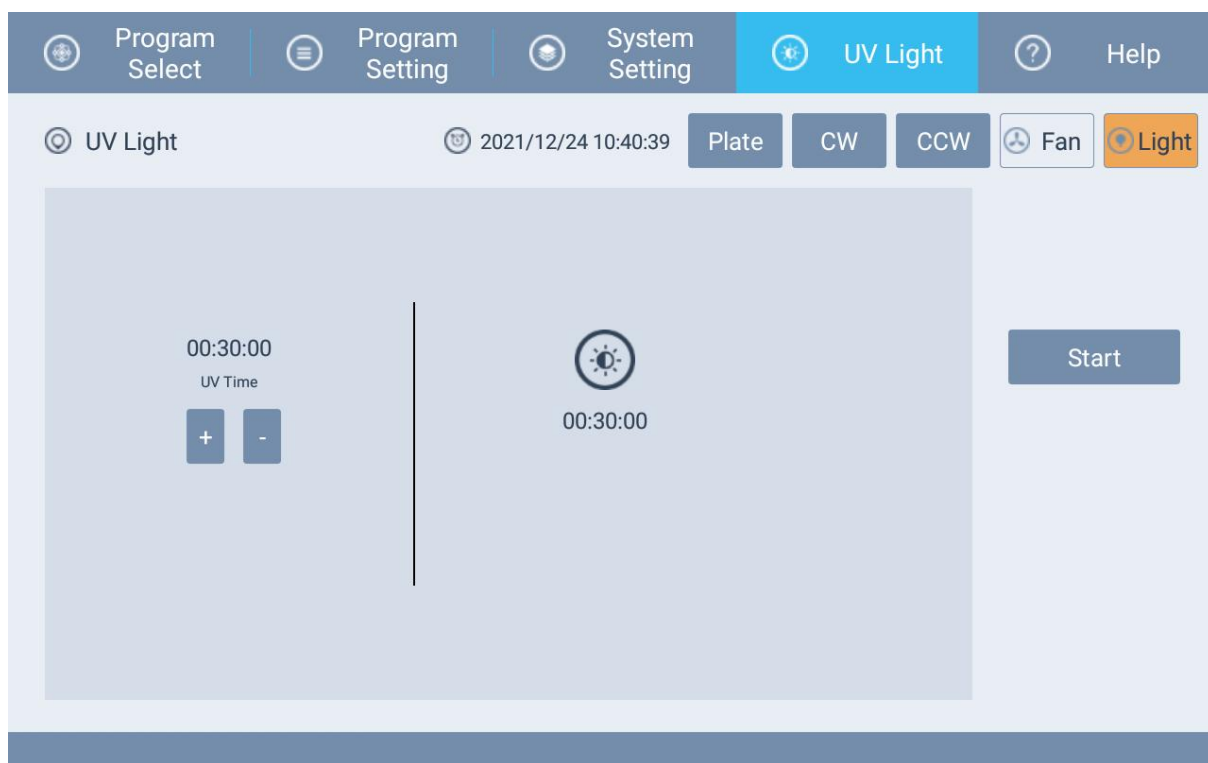 Program
Select
Program
Setting
System
Setting
UV Light
?
Help
UV Light
2021/12/24 10:40:39
Plate
CW
CCW
Fan
Light
00:30:00
UV Time
+
-
00:30:00
Start